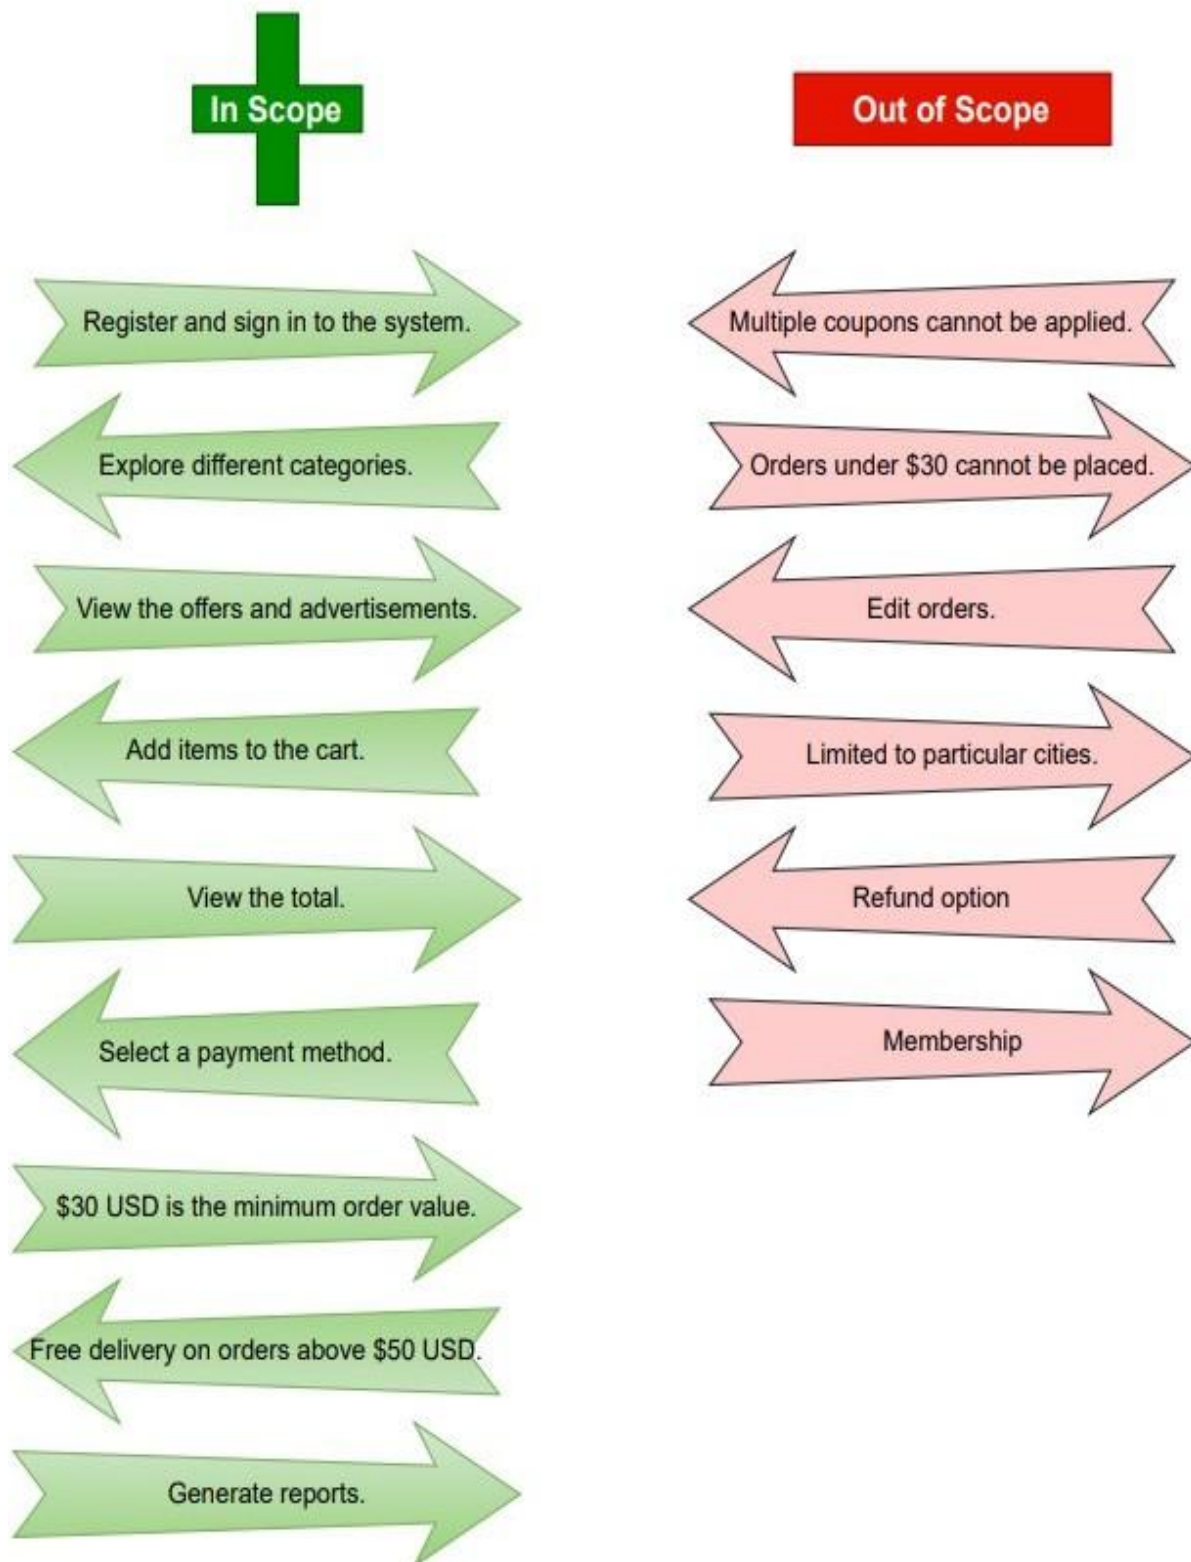 In Scope
Out of Scope
Register and sign in to the system.
Multiple coupons cannot be applied.
Explore different categories.
Orders under $30 cannot be placed.
View the offers and advertisements.
Edit orders.
Add items to the cart.
Limited to particular cities.
View the total.
Refund option
Select a payment method.
Membership
$30 USD is the minimum order value.
Free delivery on orders above $50 USD.
Generate reports.